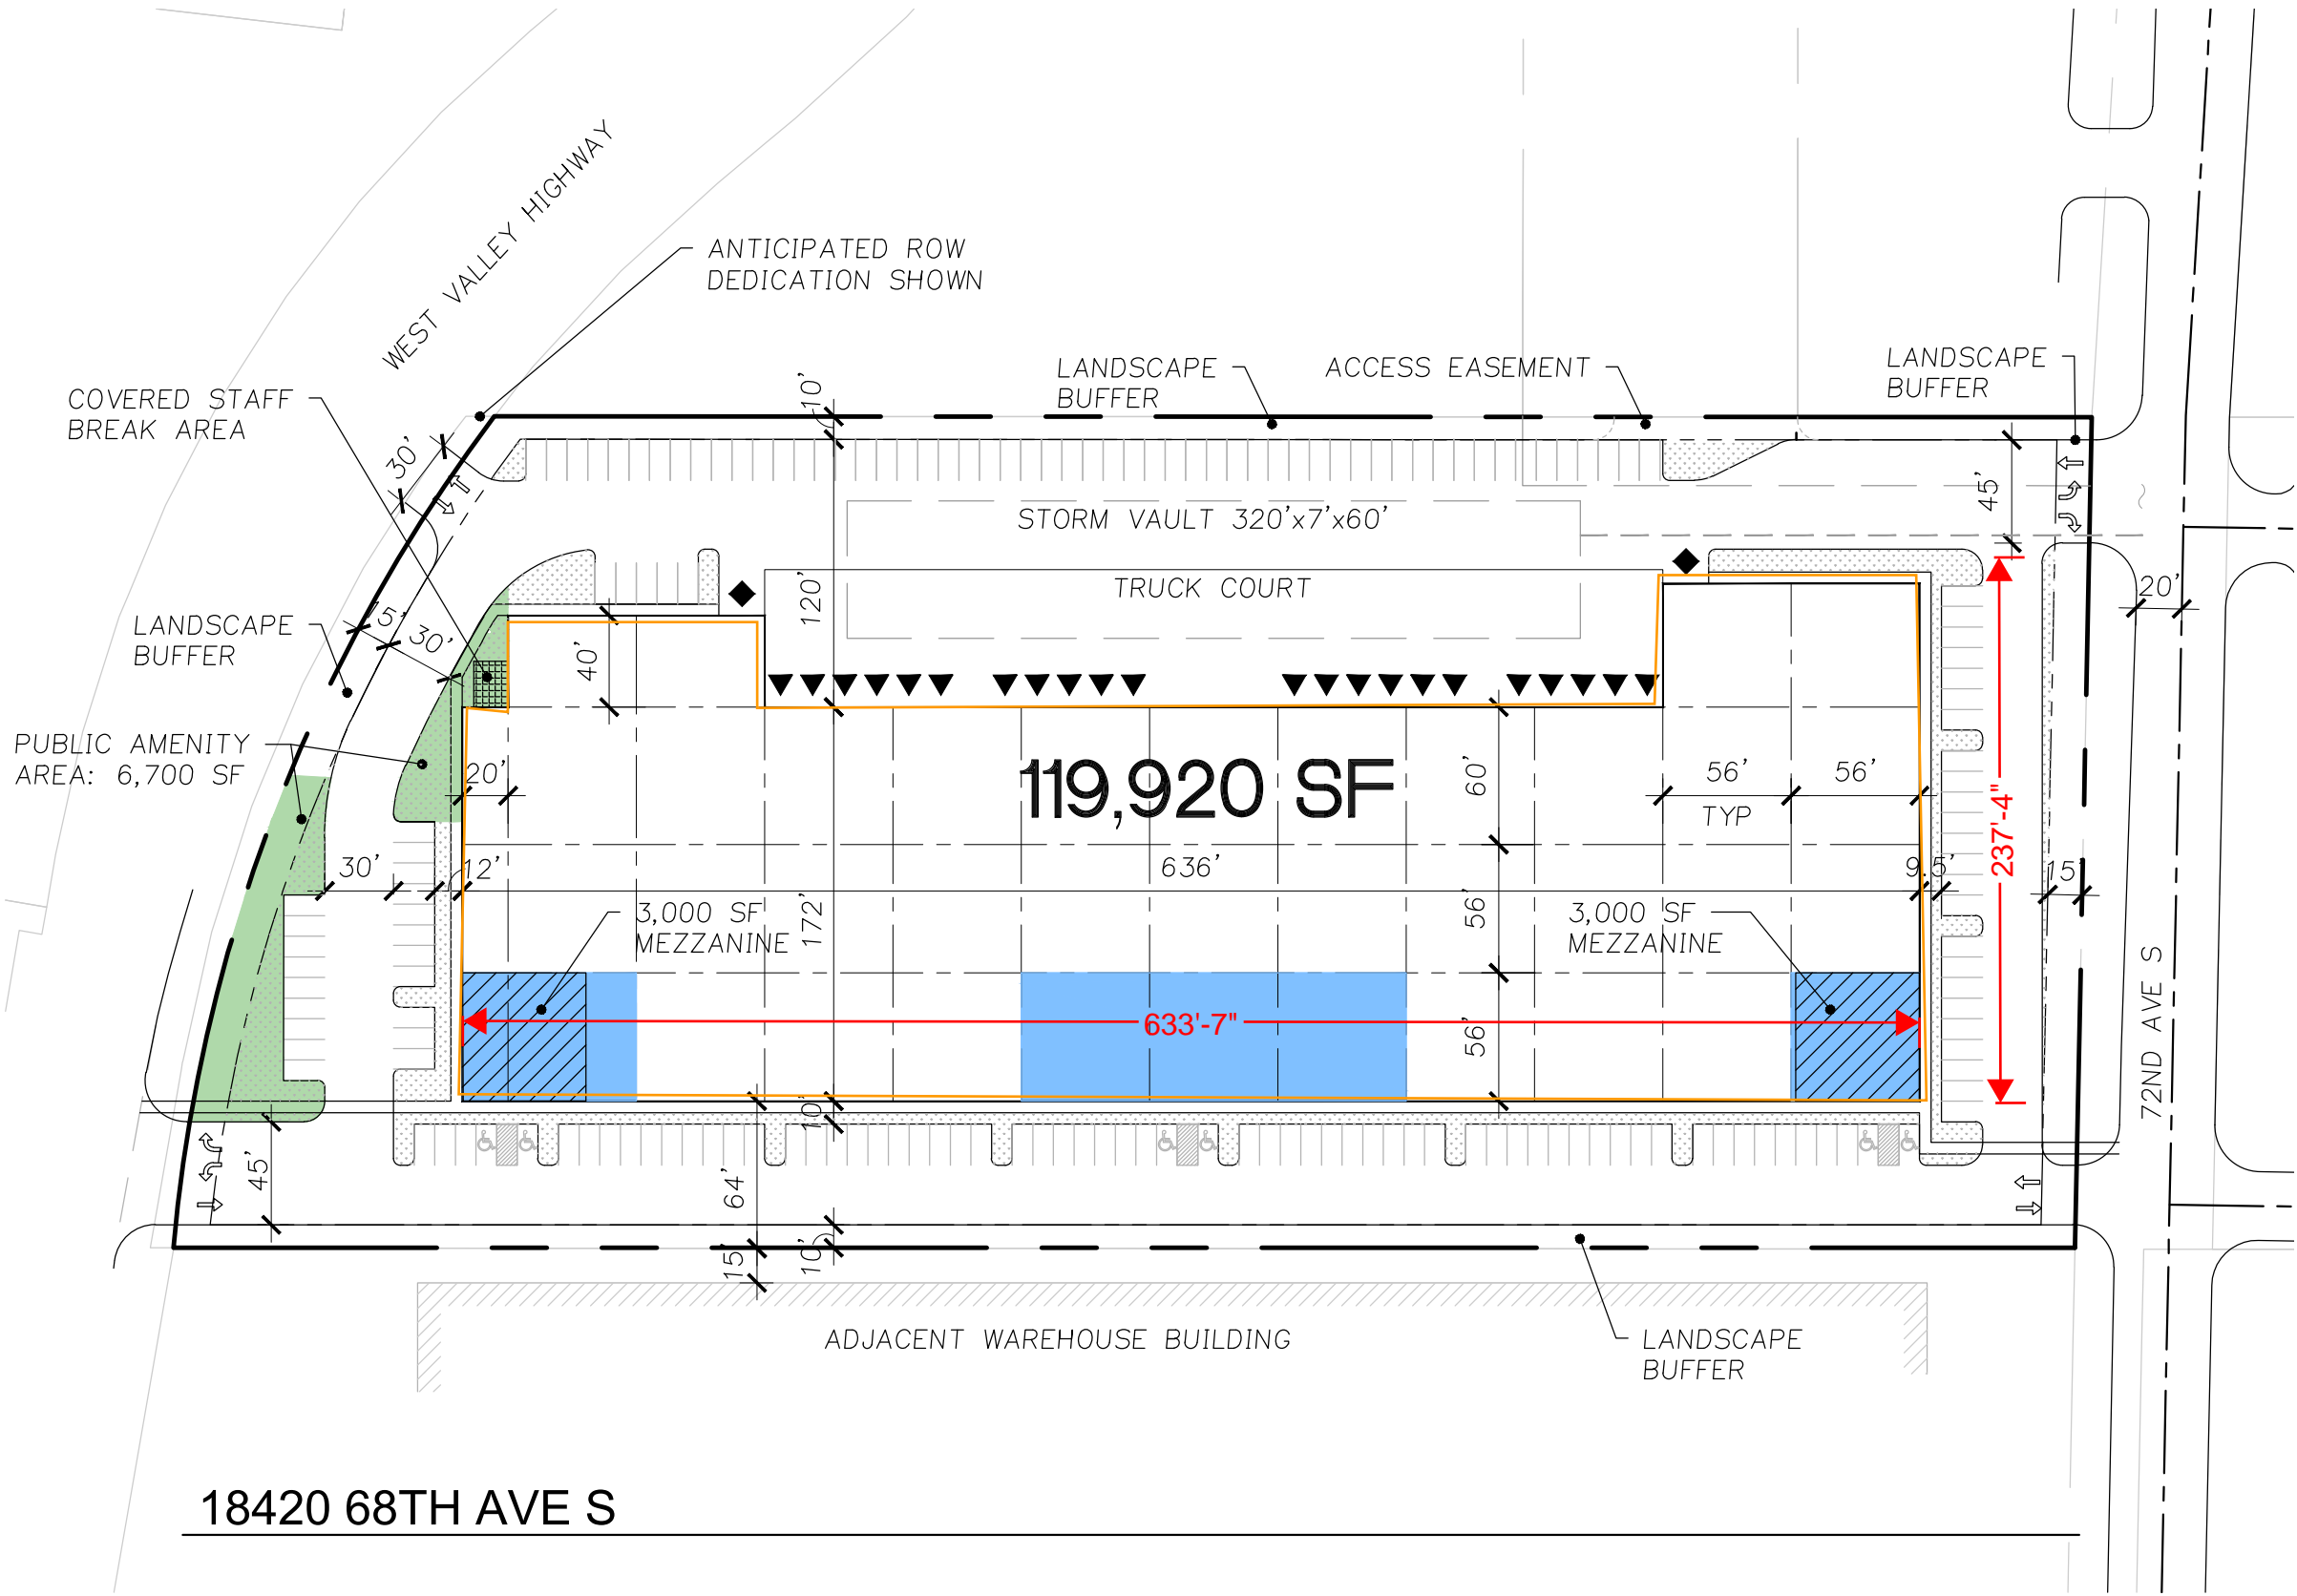 WEST VALLEY HIGHWAY
ANTICIPATED ROW
DEDICATION SHOWN
COVERED STAFF
BREAK AREA
30'
10'
LANDSCAPE
BUFFER
ACCESS EASEMENT
LANDSCAPE
BUFFER
45'
STORM VAULT 320'x7'x60'
TRUCK COURT
20'
LANDSCAPE
BUFFER
15'
30'
40'
120'
PUBLIC AMENITY
AREA: 6,700 SF
20'
119,920 SF
60'
56'
56'
TYP
237'-4"
30'
12'
636'
9.5'
15'
3,000 SF
MEZZANINE
172'
56'
3,000 SF
MEZZANINE
633'-7"
56'
72ND AVE S
10'
45'
64'
15'
10'
ADJACENT WAREHOUSE BUILDING
LANDSCAPE
BUFFER
18420 68TH AVE S